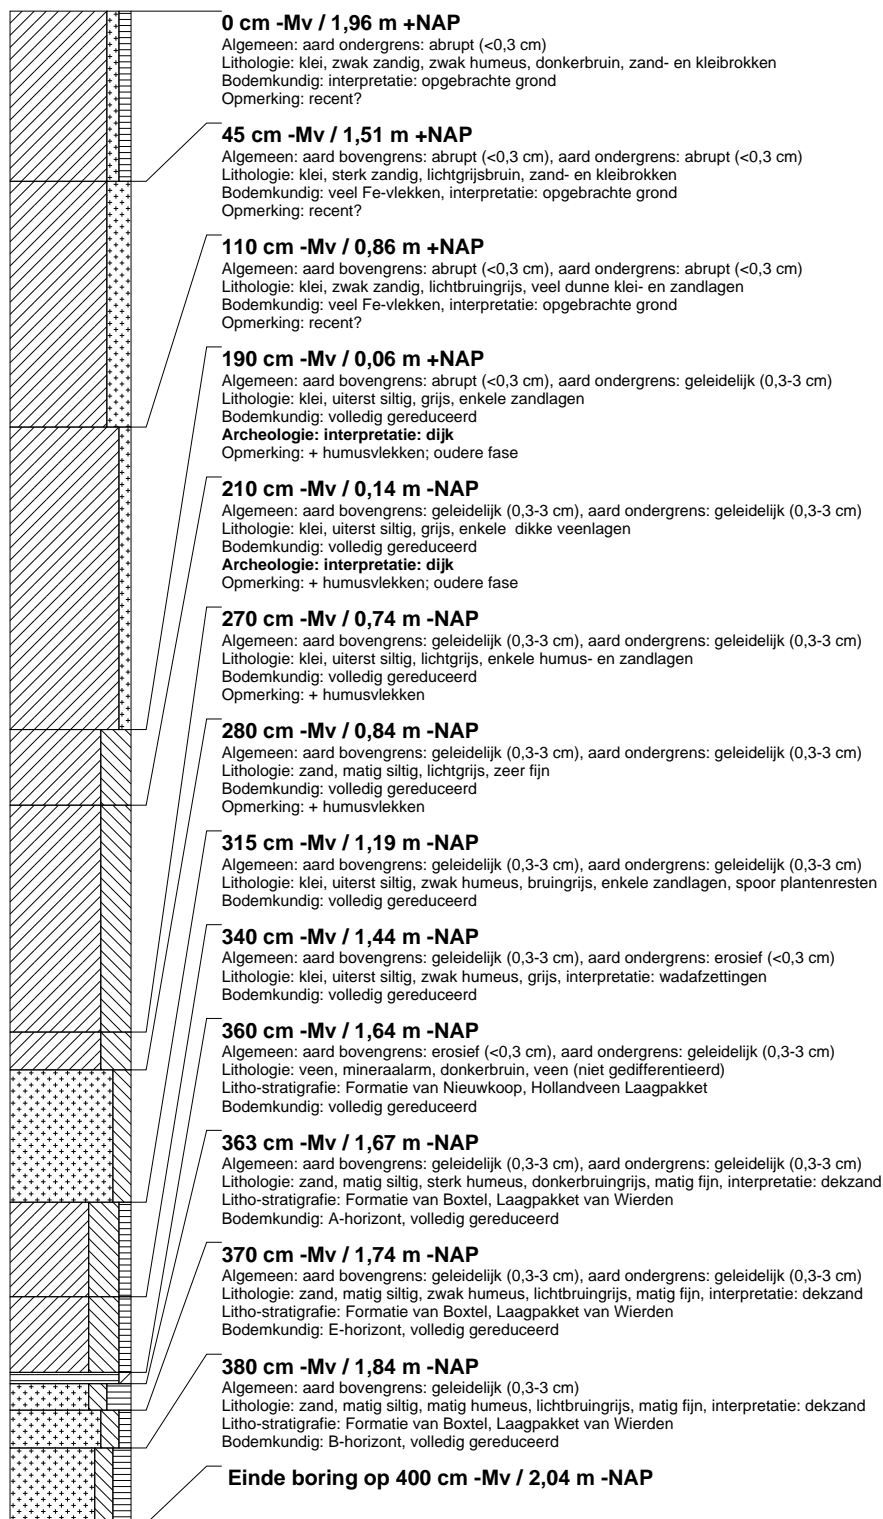 0 cm -Mv / 1,96 m +NAP
Algemeen: aard ondergrens: abrupt (<0,3 cm)
Lithologie: klei, zwak zandig, zwak humeus, donkerbruin, zand- en kleibrokken
Bodemkundig: interpretatie: opgebrachte grond
Opmerking: recent?
45 cm -Mv / 1,51 m +NAP
Algemeen: aard bovengrens: abrupt (<0,3 cm), aard ondergrens: abrupt (<0,3 cm)
Lithologie: klei, sterk zandig, lichtgrijsbruin, zand- en kleibrokken
Bodemkundig: veel Fe-vlekken, interpretatie: opgebrachte grond
Opmerking: recent?
110 cm -Mv / 0,86 m +NAP
Algemeen: aard bovengrens: abrupt (<0,3 cm), aard ondergrens: abrupt (<0,3 cm)
Lithologie: klei, zwak zandig, lichtbruingrijs, veel dunne klei- en zandlagen
Bodemkundig: veel Fe-vlekken, interpretatie: opgebrachte grond
Opmerking: recent?
190 cm -Mv / 0,06 m +NAP
Algemeen: aard bovengrens: abrupt (<0,3 cm), aard ondergrens: geleidelijk (0,3-3 cm)
Lithologie: klei, uiterst siltig, grijs, enkele zandlagen
Bodemkundig: volledig gereduceerd
Archeologie: interpretatie: dijk
Opmerking: + humusvlekken; oudere fase
210 cm -Mv / 0,14 m -NAP
Algemeen: aard bovengrens: geleidelijk (0,3-3 cm), aard ondergrens: geleidelijk (0,3-3 cm)
Lithologie: klei, uiterst siltig, grijs, enkele  dikke veenlagen
Bodemkundig: volledig gereduceerd
Archeologie: interpretatie: dijk
Opmerking: + humusvlekken; oudere fase
270 cm -Mv / 0,74 m -NAP
Algemeen: aard bovengrens: geleidelijk (0,3-3 cm), aard ondergrens: geleidelijk (0,3-3 cm)
Lithologie: klei, uiterst siltig, lichtgrijs, enkele humus- en zandlagen
Bodemkundig: volledig gereduceerd
Opmerking: + humusvlekken
280 cm -Mv / 0,84 m -NAP
Algemeen: aard bovengrens: geleidelijk (0,3-3 cm), aard ondergrens: geleidelijk (0,3-3 cm)
Lithologie: zand, matig siltig, lichtgrijs, zeer fijn
Bodemkundig: volledig gereduceerd
Opmerking: + humusvlekken
315 cm -Mv / 1,19 m -NAP
Algemeen: aard bovengrens: geleidelijk (0,3-3 cm), aard ondergrens: geleidelijk (0,3-3 cm)
Lithologie: klei, uiterst siltig, zwak humeus, bruingrijs, enkele zandlagen, spoor plantenresten
Bodemkundig: volledig gereduceerd
340 cm -Mv / 1,44 m -NAP
Algemeen: aard bovengrens: geleidelijk (0,3-3 cm), aard ondergrens: erosief (<0,3 cm)
Lithologie: klei, uiterst siltig, zwak humeus, grijs, interpretatie: wadafzettingen
Bodemkundig: volledig gereduceerd
360 cm -Mv / 1,64 m -NAP
Algemeen: aard bovengrens: erosief (<0,3 cm), aard ondergrens: geleidelijk (0,3-3 cm)
Lithologie: veen, mineraalarm, donkerbruin, veen (niet gedifferentieerd)
Litho-stratigrafie: Formatie van Nieuwkoop, Hollandveen Laagpakket
Bodemkundig: volledig gereduceerd
363 cm -Mv / 1,67 m -NAP
Algemeen: aard bovengrens: geleidelijk (0,3-3 cm), aard ondergrens: geleidelijk (0,3-3 cm)
Lithologie: zand, matig siltig, sterk humeus, donkerbruingrijs, matig fijn, interpretatie: dekzand
Litho-stratigrafie: Formatie van Boxtel, Laagpakket van Wierden
Bodemkundig: A-horizont, volledig gereduceerd
370 cm -Mv / 1,74 m -NAP
Algemeen: aard bovengrens: geleidelijk (0,3-3 cm), aard ondergrens: geleidelijk (0,3-3 cm)
Lithologie: zand, matig siltig, zwak humeus, lichtbruingrijs, matig fijn, interpretatie: dekzand
Litho-stratigrafie: Formatie van Boxtel, Laagpakket van Wierden
Bodemkundig: E-horizont, volledig gereduceerd
380 cm -Mv / 1,84 m -NAP
Algemeen: aard bovengrens: geleidelijk (0,3-3 cm)
Lithologie: zand, matig siltig, matig humeus, lichtbruingrijs, matig fijn, interpretatie: dekzand
Litho-stratigrafie: Formatie van Boxtel, Laagpakket van Wierden
Bodemkundig: B-horizont, volledig gereduceerd
Einde boring op 400 cm -Mv / 2,04 m -NAP